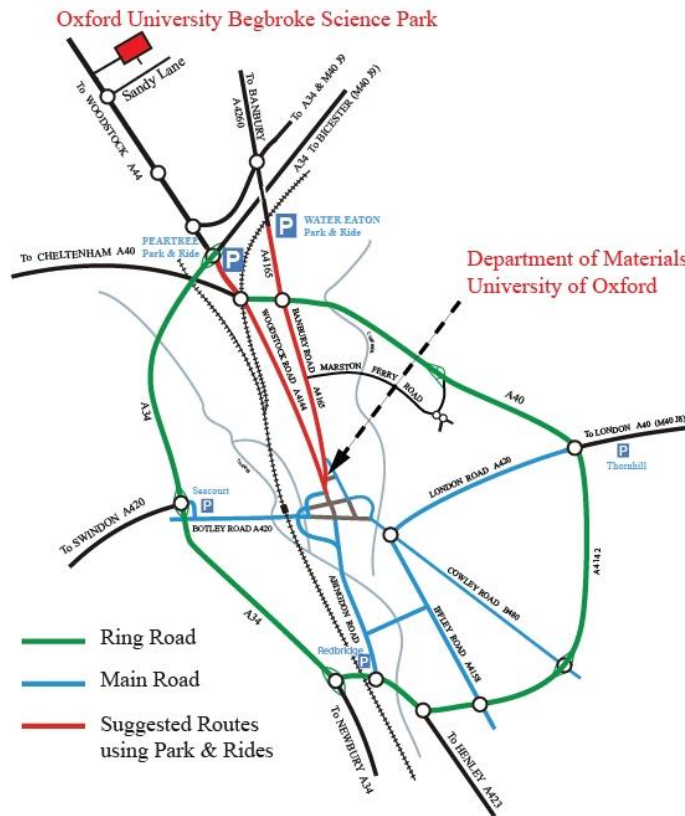 Oxford University Begbroke Science Park
Sandy Lane
To WOODSTOCK A44
To BANBURY
A4260
To A34 & M40 J9
A34 To BICESTER (M40 J9)
PEARTREE
Park & Ride
P
P
WATER EATON
Park & Ride
To CHELTENHAM A40
A4165
Department of Materials
University of Oxford
WOODSTOCK ROAD A4144
BANBURY ROAD A4165
MARSTON FERRY ROAD
A40
A34
To LONDON A40 (M40 J8)
P
Thornhill
LONDON ROAD A420
Seacourt
P
To SWINDON A420
BOTLEY ROAD A420
A4142
COWLEY ROAD B480
ABINGDON ROAD
IFFLEY ROAD A4158
A34
Redbridge
P
Ring Road
Main Road
Suggested Routes
using Park & Rides
To NEWBURY A34
To HENLEY A423